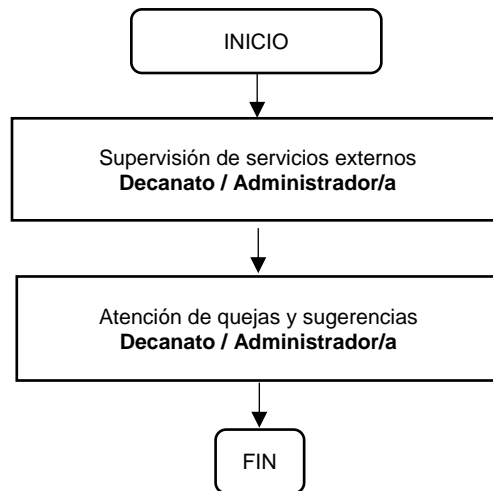 INICIO
Supervisión de servicios externos
Decanato / Administrador/a
Atención de quejas y sugerencias
Decanato / Administrador/a
FIN